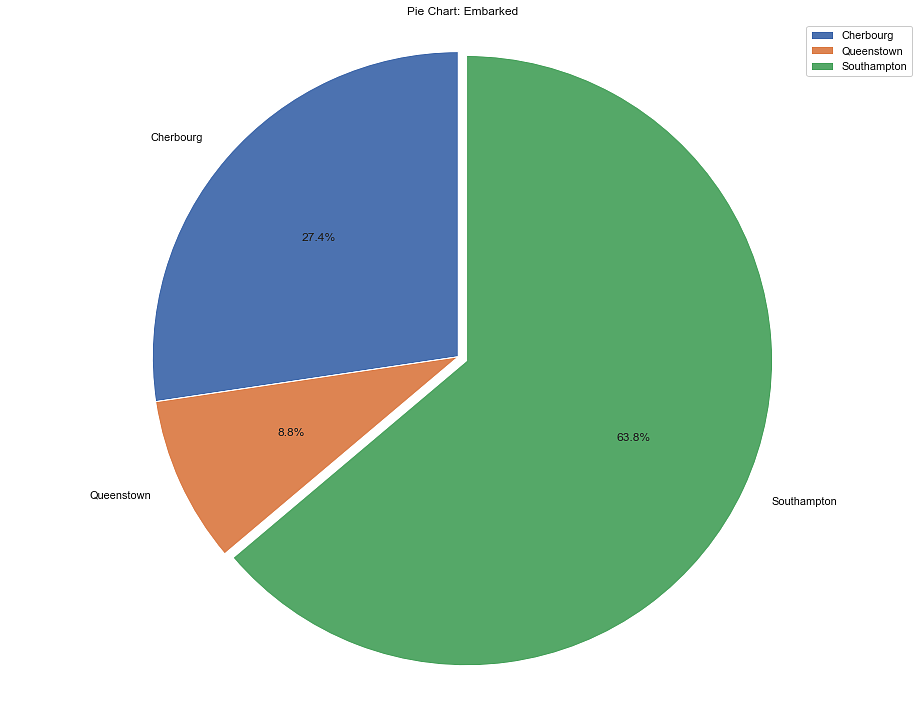 Pie Chart: Embarked
Cherbourg
Queenstown
Southampton
Cherbourg
27.4%
8.8%
63.8%
Queenstown
Southampton